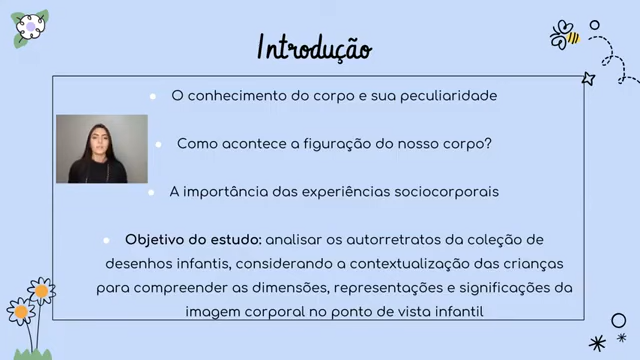 Introdução
O conhecimento do corpo e sua peculiaridade
Como acontece a figuração do nosso corpo?
A importância das experiências sociocorporais
Objetivo do estudo: analisar os autorretratos da coleção de
desenhos infantis, considerando a contextualização das crianças
para compreender as dimensões, representações e significações da
imagem corporal no ponto de vista infantil